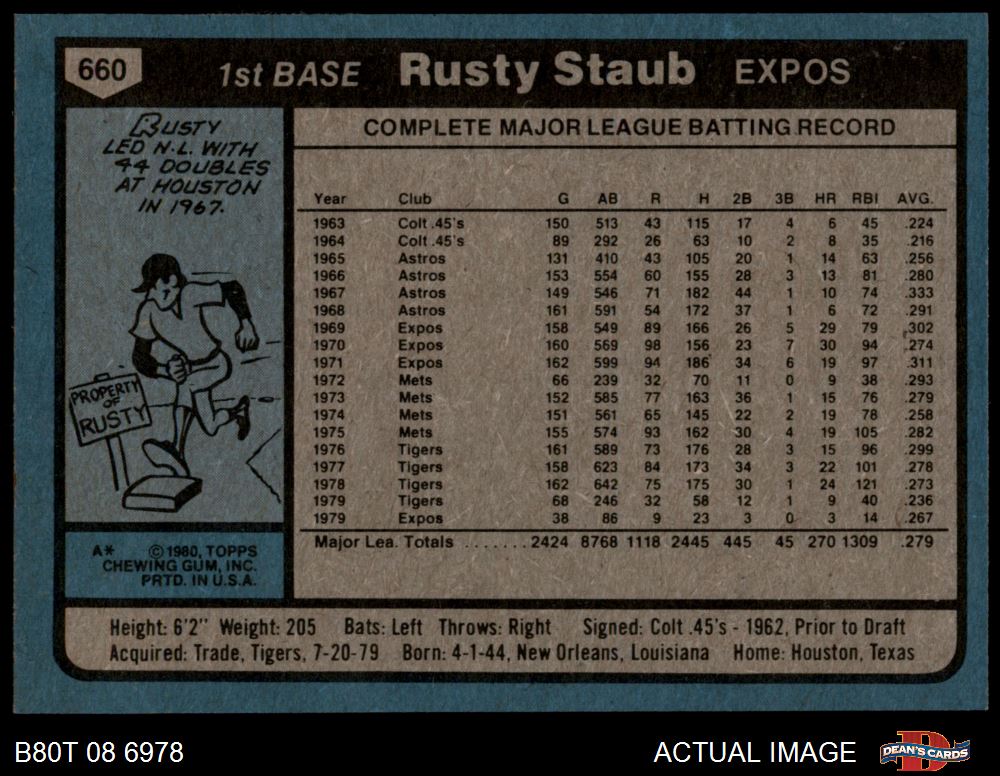 660 1st BASE Rusty Staub EXPOS
RUSTY
LED N.L. WITH
44 DOUBLES
AT HOUSTON
IN 1967.
PROPERTY
OF
RUSTY
A* ©1980, TOPPS
CHEWING GUM, INC.
PRTD. IN U.S.A.
COMPLETE MAJOR LEAGUE BATTING RECORD
Year Club G AB R H 2B 3B HR RBI AVG.
1963 Colt .45's 150 513 43 115 17 4 6 45 .224
1964 Colt .45's 89 292 26 63 10 2 8 35 .216
1965 Astros 131 410 43 105 20 1 14 63 .256
1966 Astros 153 554 60 155 28 3 13 81 .280
1967 Astros 149 546 71 182 44 1 10 74 .333
1968 Astros 161 591 54 172 37 1 6 72 .291
1969 Expos 158 549 89 166 26 5 29 79 .302
1970 Expos 160 569 98 156 23 7 30 94 .274
1971 Expos 162 599 94 186 34 6 19 97 .311
1972 Mets 66 239 32 70 11 0 9 38 .293
1973 Mets 152 585 77 163 36 1 15 76 .279
1974 Mets 151 561 65 145 22 2 19 78 .258
1975 Mets 155 574 93 162 30 4 19 105 .282
1976 Tigers 161 589 73 176 28 3 15 96 .299
1977 Tigers 158 623 84 173 34 3 22 101 .278
1978 Tigers 162 642 75 175 30 1 24 121 .273
1979 Tigers 68 246 32 58 12 1 9 40 .236
1979 Expos 38 86 9 23 3 0 3 14 .267
Major Lea. Totals ........ 2424 8768 1118 2445 445 45 270 1309 .279
Height: 6'2" Weight: 205 Bats: Left Throws: Right Signed: Colt .45's - 1962, Prior to Draft
Acquired: Trade, Tigers, 7-20-79 Born: 4-1-44, New Orleans, Louisiana Home: Houston, Texas
B80T 08 6978 ACTUAL IMAGE D DEAN'S CARDS